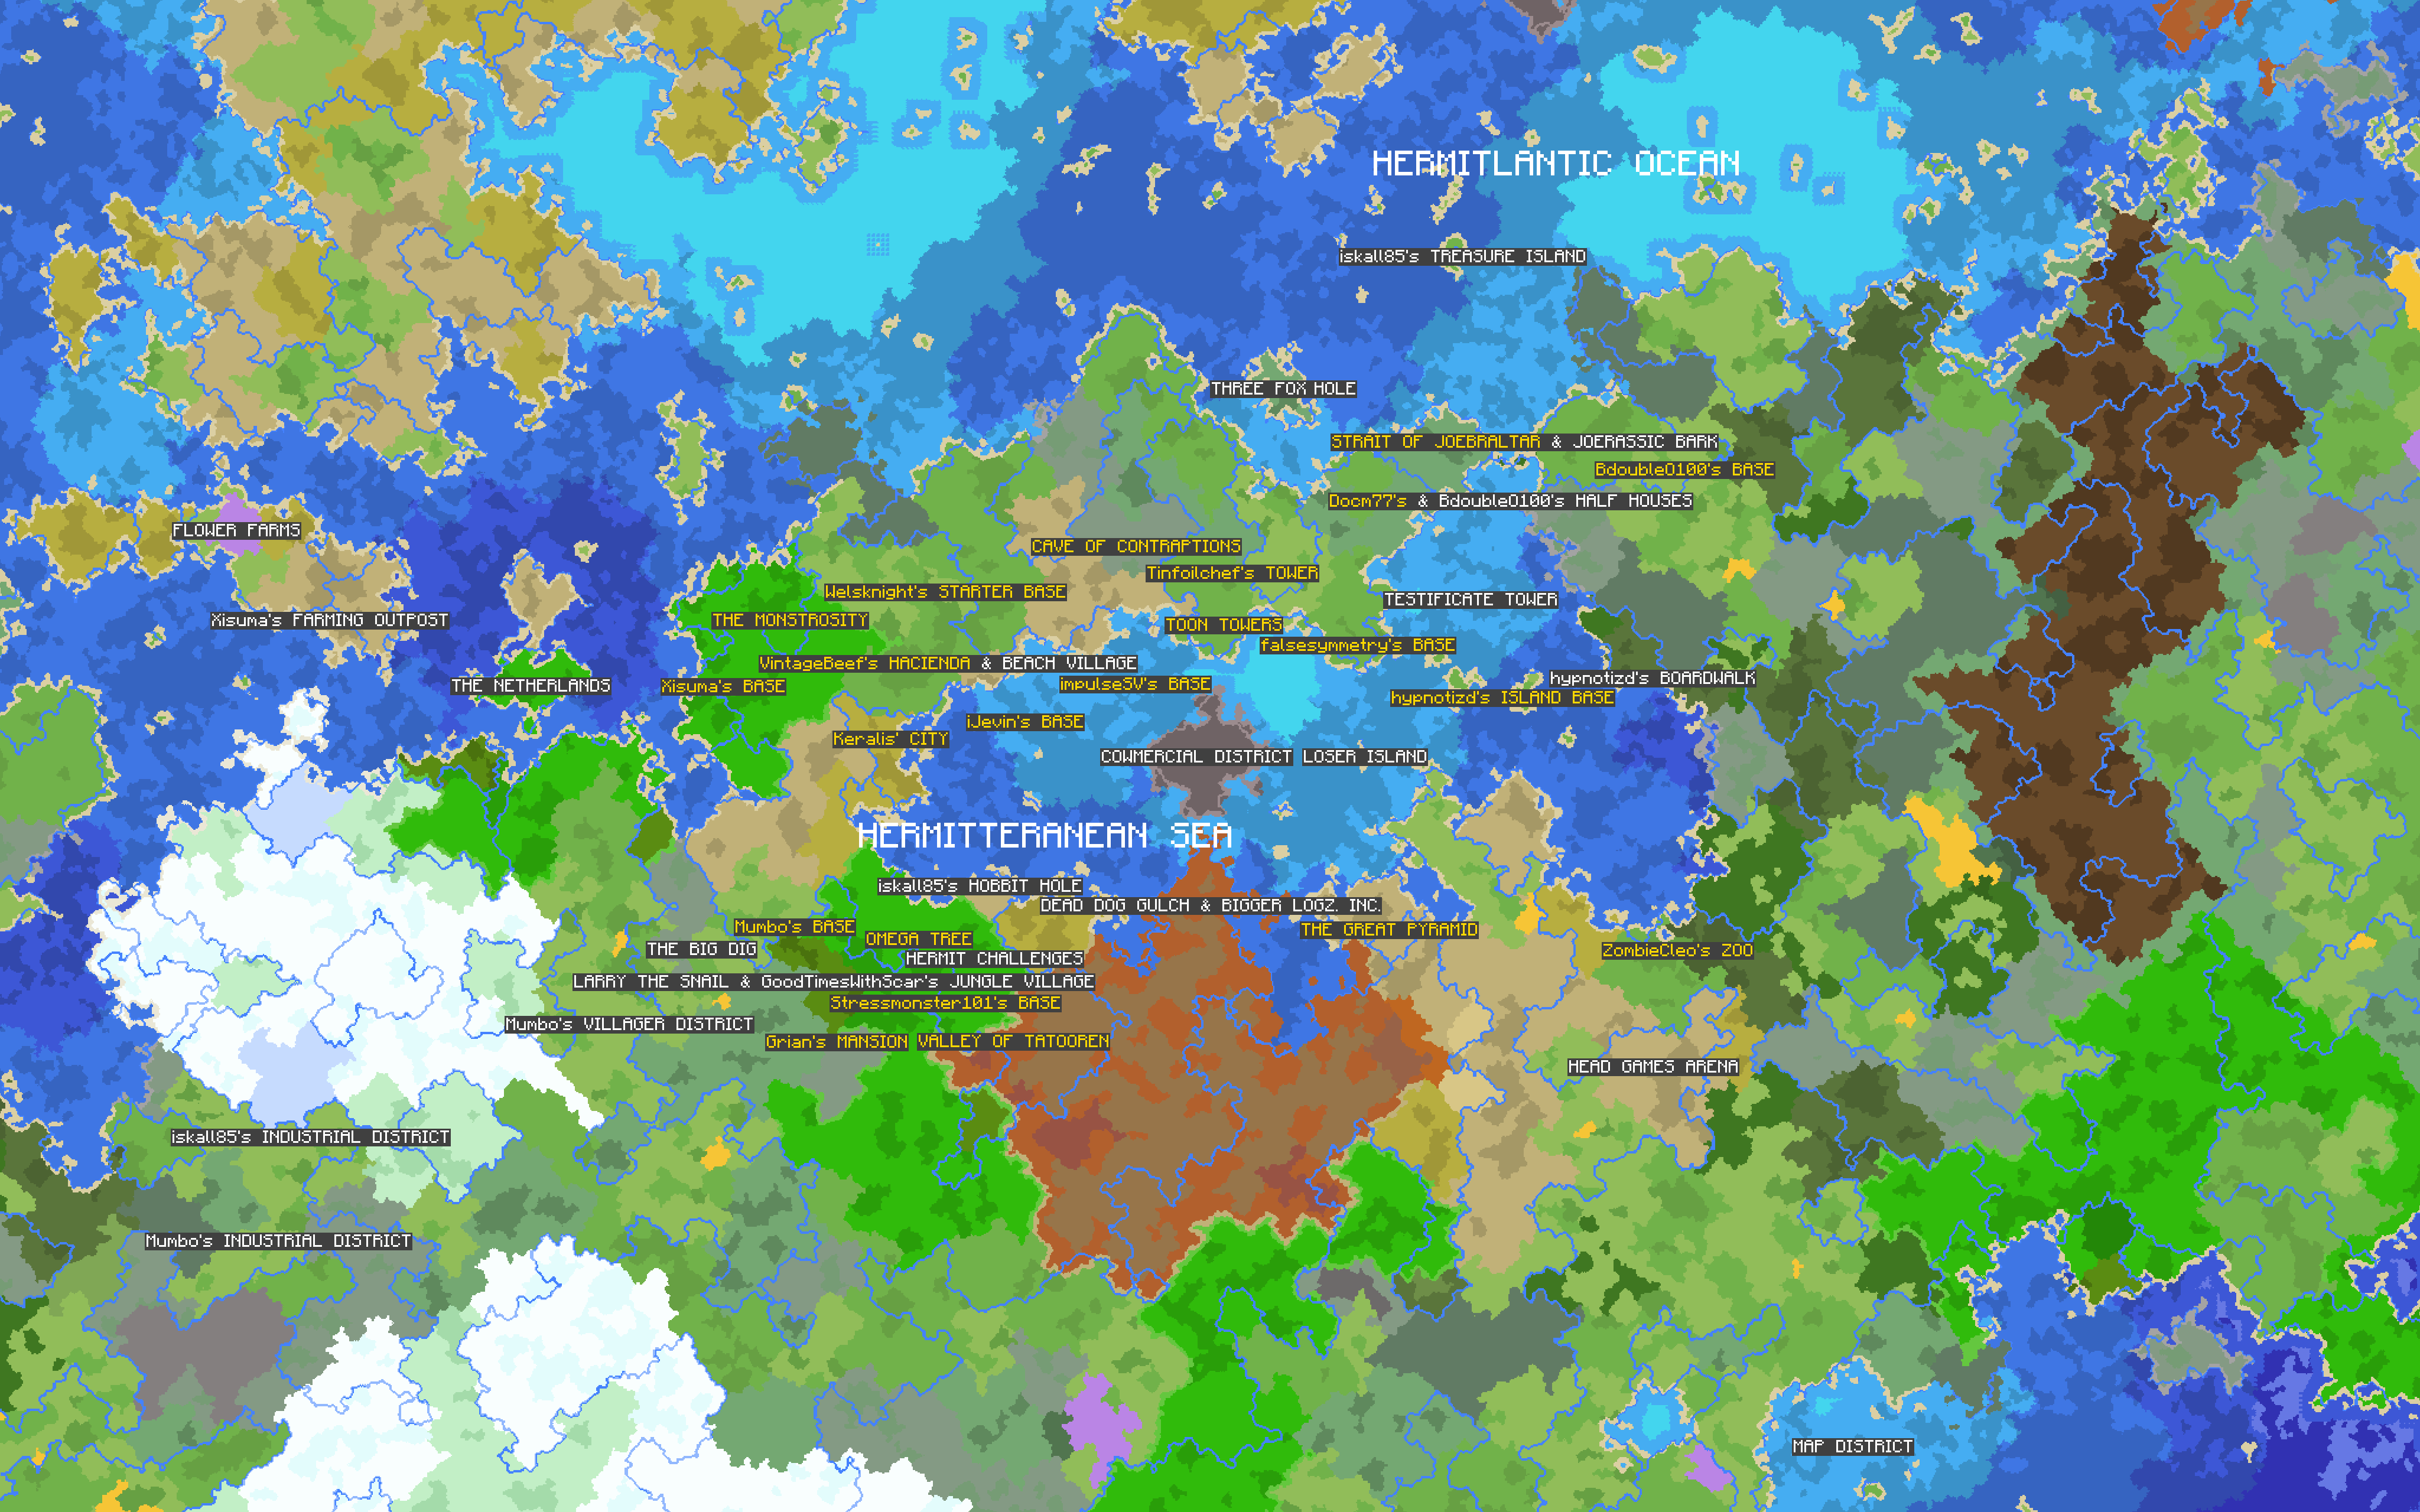 HERMITLANTIC OCEAN
iskall85's TREASURE ISLAND
THREE FOX HOLE
STRAIT OF JOEBRALTAR & JOERASSIC BARK
BdoubleO100's BASE
Docm77's & BdoubleO100's HALF HOUSES
FLOWER FARMS
CAVE OF CONTRAPTIONS
Tinfoilchef's TOWER
Welsknight's STARTER BASE
TESTIFICATE TOWER
Xisuma's FARMING OUTPOST
THE MONSTROSITY
TOON TOWERS
falsesymmetry's BASE
VintageBeef's HACIENDA & BEACH VILLAGE
hypnotizd's BOARDWALK
THE NETHERLANDS
Xisuma's BASE
impulseSV's BASE
hypnotizd's ISLAND BASE
iJevin's BASE
Keralis' CITY
COWMERCIAL DISTRICT
LOSER ISLAND
HERMITTERANEAN SEA
iskall85's HOBBIT HOLE
DEAD DOG GULCH & BIGGER LOGZ. INC.
Mumbo's BASE
THE GREAT PYRAMID
OMEGA TREE
THE BIG DIG
ZombieCleo's ZOO
HERMIT CHALLENGES
LARRY THE SNAIL & GoodTimesWithScar's JUNGLE VILLAGE
Stressmonster101's BASE
Mumbo's VILLAGER DISTRICT
Grian's MANSION
VALLEY OF TATOOREN
HEAD GAMES ARENA
iskall85's INDUSTRIAL DISTRICT
Mumbo's INDUSTRIAL DISTRICT
MAP DISTRICT